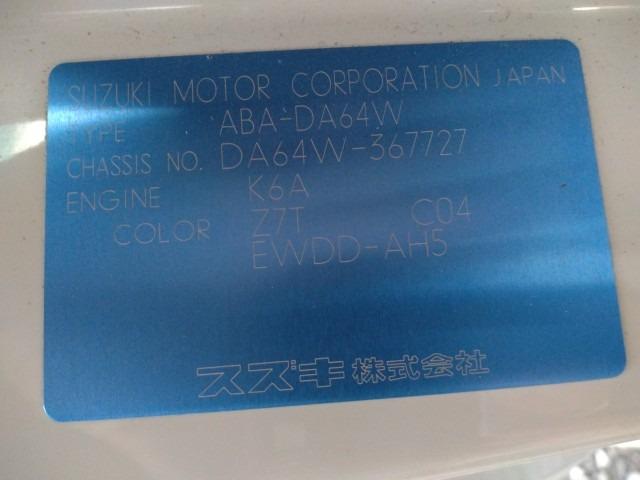 SUZUKI MOTOR CORPORATION JAPAN
TYPE ABA-DA64W
CHASSIS NO. DA64W-367727
ENGINE K6A
COLOR Z7T C04
EWDD-AH5
スズキ株式会社